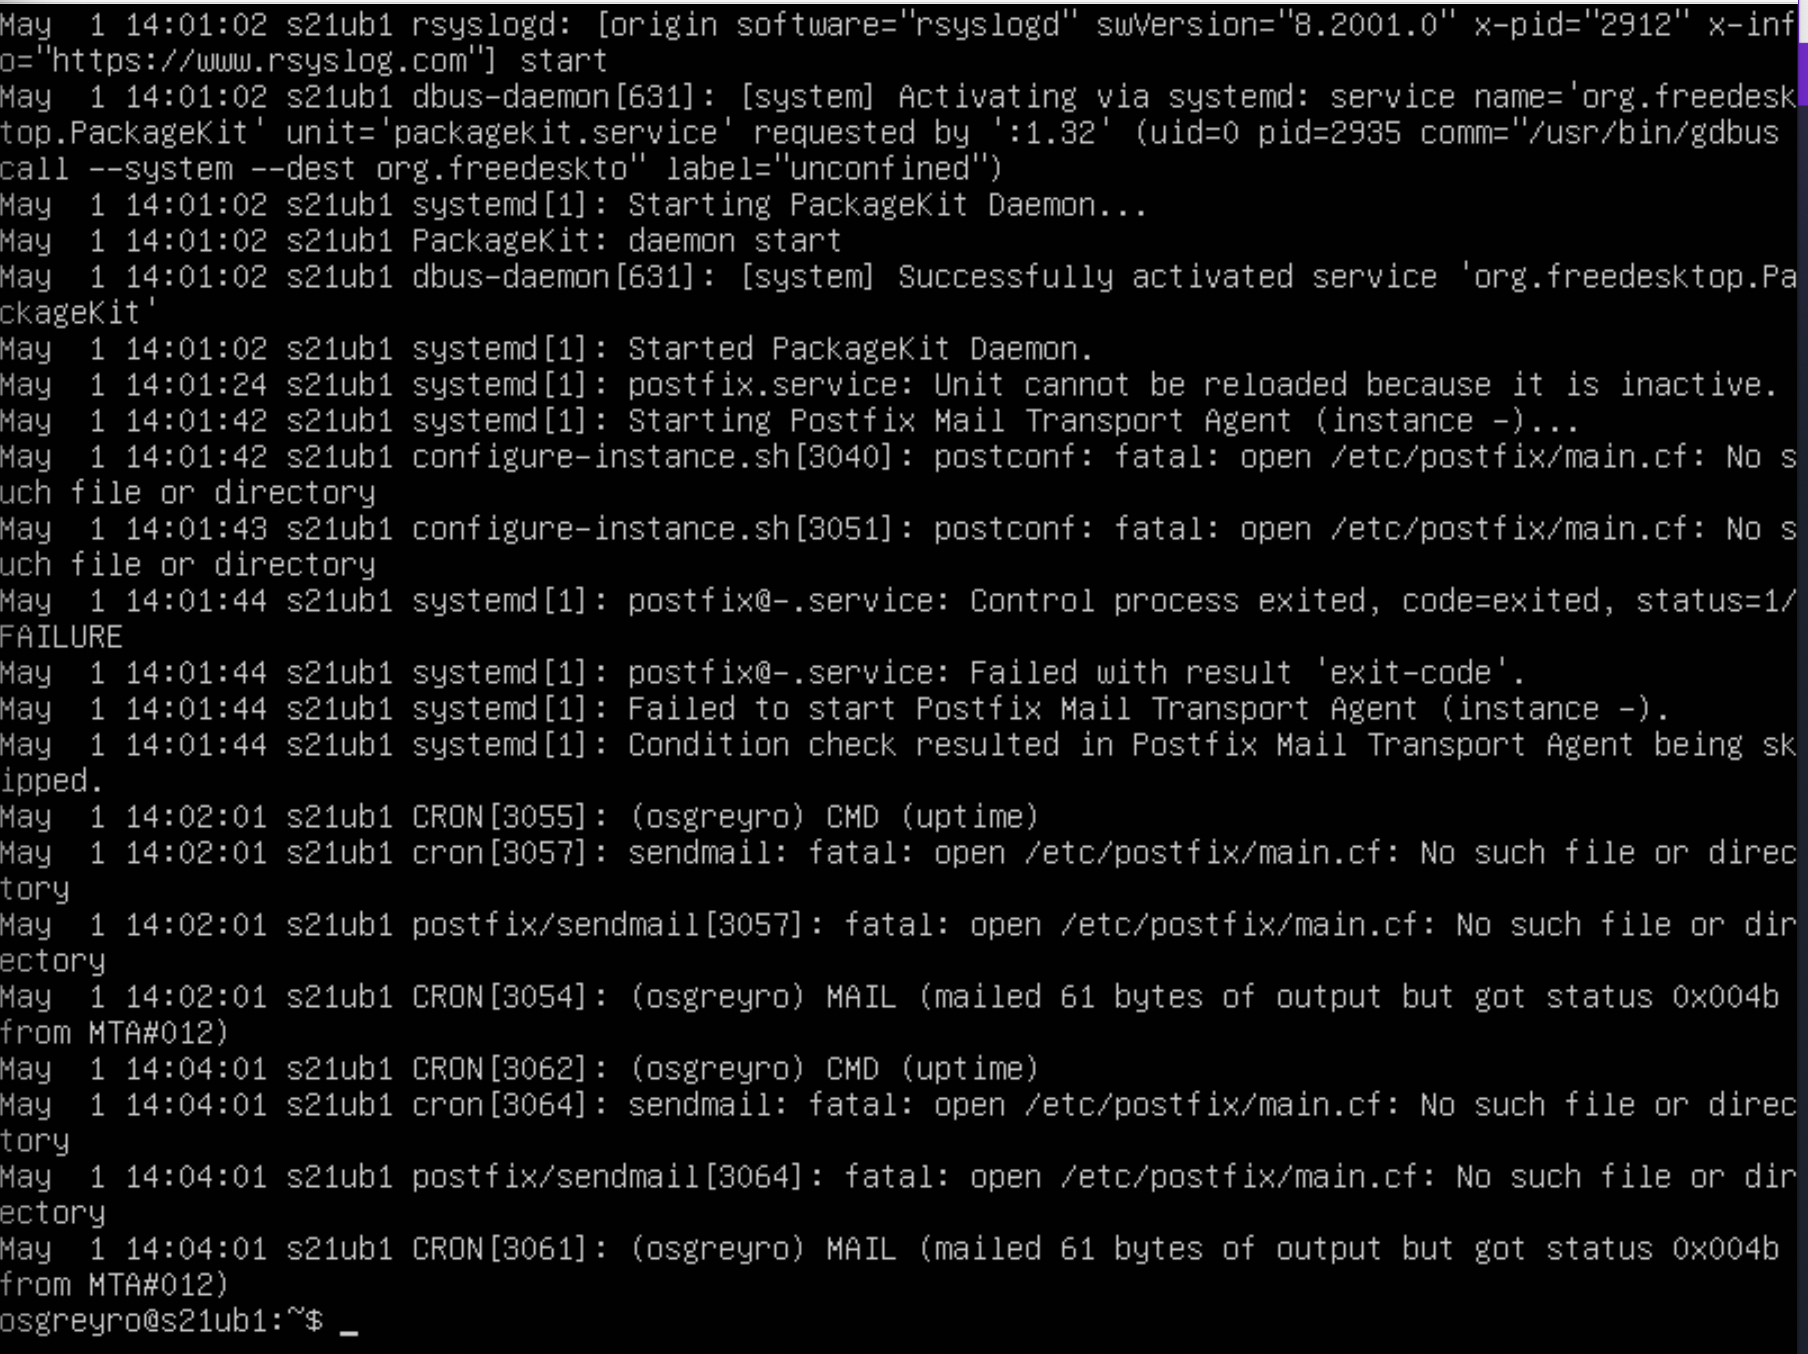 May  1 14:01:02 s21ub1 rsyslogd: [origin software="rsyslogd" swVersion="8.2001.0" x-pid="2912" x-inf
o="https://www.rsyslog.com"] start
May  1 14:01:02 s21ub1 dbus-daemon[631]: [system] Activating via systemd: service name='org.freedesk
top.PackageKit' unit='packagekit.service' requested by ':1.32' (uid=0 pid=2935 comm="/usr/bin/gdbus
call --system --dest org.freedeskto" label="unconfined")
May  1 14:01:02 s21ub1 systemd[1]: Starting PackageKit Daemon...
May  1 14:01:02 s21ub1 PackageKit: daemon start
May  1 14:01:02 s21ub1 dbus-daemon[631]: [system] Successfully activated service 'org.freedesktop.Pa
ckageKit'
May  1 14:01:02 s21ub1 systemd[1]: Started PackageKit Daemon.
May  1 14:01:24 s21ub1 systemd[1]: postfix.service: Unit cannot be reloaded because it is inactive.
May  1 14:01:42 s21ub1 systemd[1]: Starting Postfix Mail Transport Agent (instance -)...
May  1 14:01:42 s21ub1 configure-instance.sh[3040]: postconf: fatal: open /etc/postfix/main.cf: No s
uch file or directory
May  1 14:01:43 s21ub1 configure-instance.sh[3051]: postconf: fatal: open /etc/postfix/main.cf: No s
uch file or directory
May  1 14:01:44 s21ub1 systemd[1]: postfix@-.service: Control process exited, code=exited, status=1/
FAILURE
May  1 14:01:44 s21ub1 systemd[1]: postfix@-.service: Failed with result 'exit-code'.
May  1 14:01:44 s21ub1 systemd[1]: Failed to start Postfix Mail Transport Agent (instance -).
May  1 14:01:44 s21ub1 systemd[1]: Condition check resulted in Postfix Mail Transport Agent being sk
ipped.
May  1 14:02:01 s21ub1 CRON[3055]: (osgreyro) CMD (uptime)
May  1 14:02:01 s21ub1 cron[3057]: sendmail: fatal: open /etc/postfix/main.cf: No such file or direc
tory
May  1 14:02:01 s21ub1 postfix/sendmail[3057]: fatal: open /etc/postfix/main.cf: No such file or dir
ectory
May  1 14:02:01 s21ub1 CRON[3054]: (osgreyro) MAIL (mailed 61 bytes of output but got status 0x004b
from MTA#012)
May  1 14:04:01 s21ub1 CRON[3062]: (osgreyro) CMD (uptime)
May  1 14:04:01 s21ub1 cron[3064]: sendmail: fatal: open /etc/postfix/main.cf: No such file or direc
tory
May  1 14:04:01 s21ub1 postfix/sendmail[3064]: fatal: open /etc/postfix/main.cf: No such file or dir
ectory
May  1 14:04:01 s21ub1 CRON[3061]: (osgreyro) MAIL (mailed 61 bytes of output but got status 0x004b
from MTA#012)
osgreyro@s21ub1:~$ _